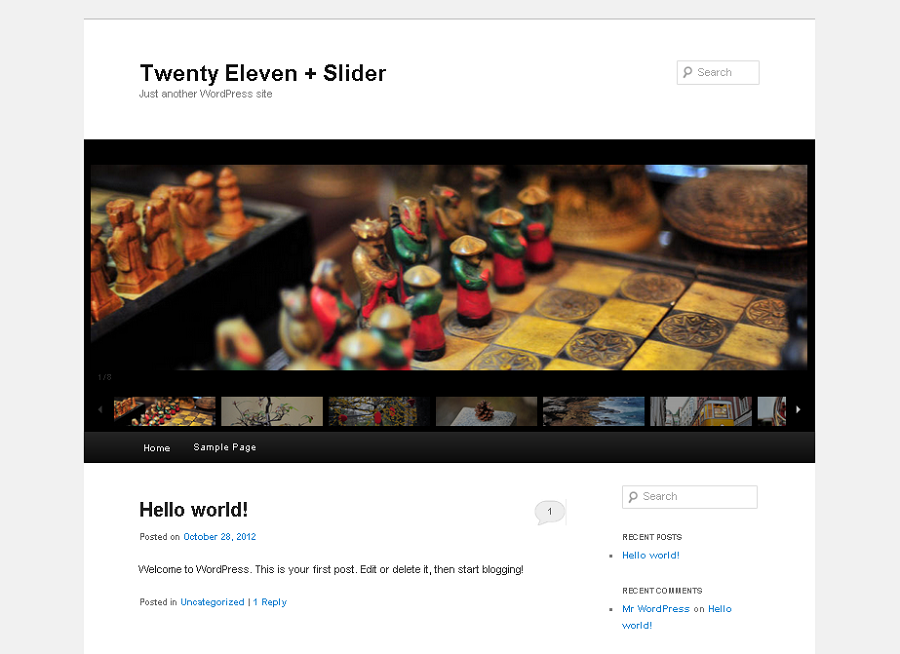 Twenty Eleven + Slider
Just another WordPress site
Search
1/8
Home
Sample Page
Hello world!
1
Posted on October 28, 2012
Welcome to WordPress. This is your first post. Edit or delete it, then start blogging!
Posted in Uncategorized | 1 Reply
Search
RECENT POSTS
Hello world!
RECENT COMMENTS
Mr WordPress on Hello
world!